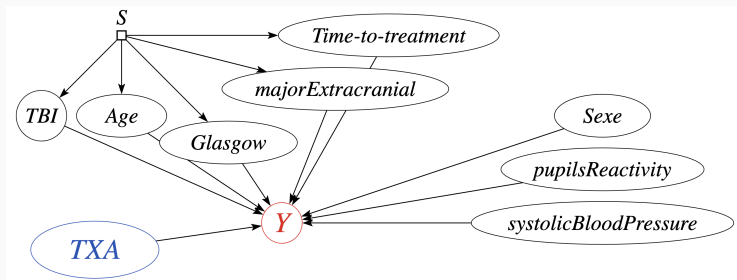 S
Time-to-treatment
majorExtracranial
TBI
Age
Sexe
Glasgow
pupilsReactivity
Y
systolicBloodPressure
TXA